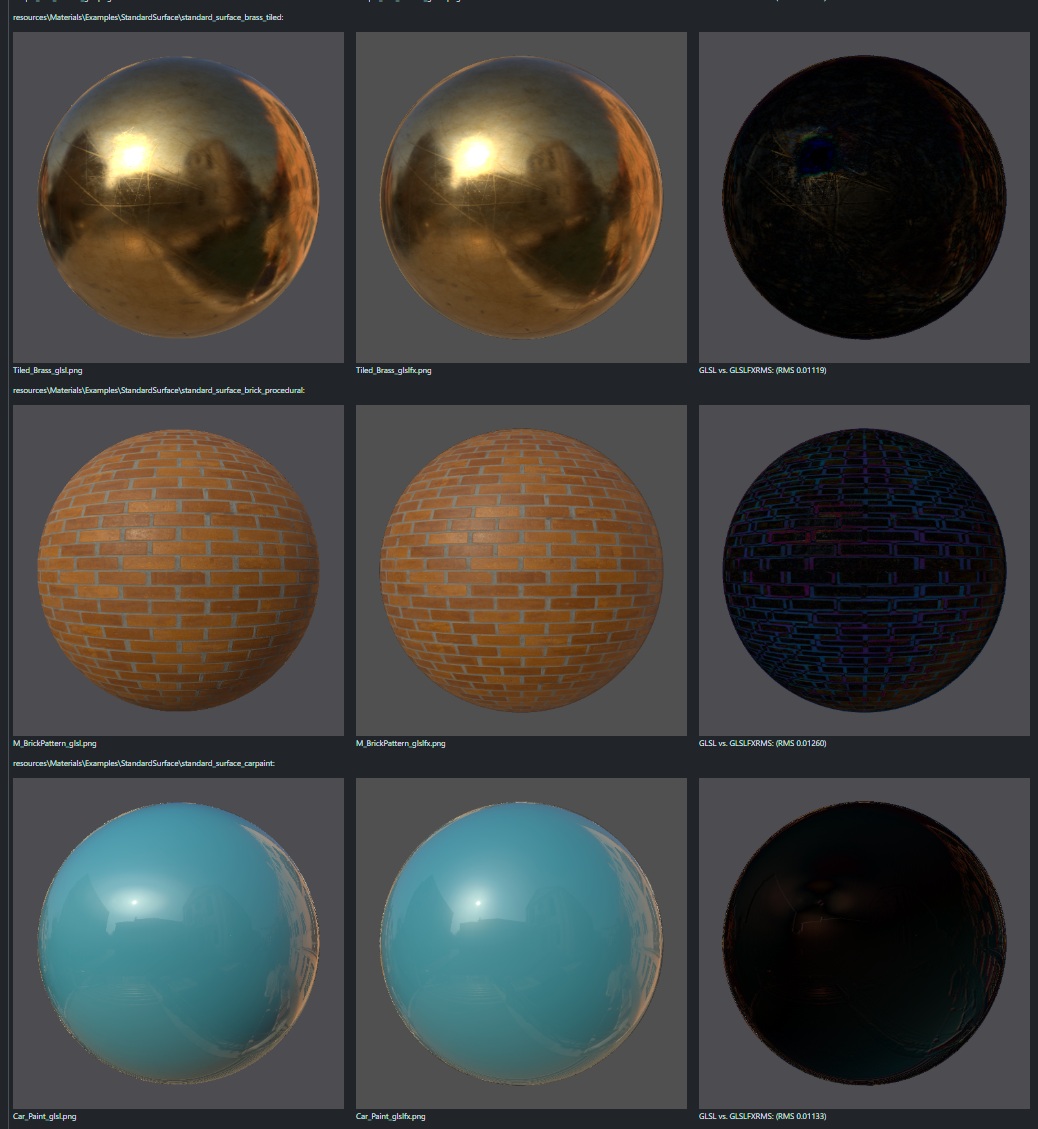 resources\Materials\Examples\StandardSurface\standard_surface_brass_tiled:
Tiled_Brass_glsl.png
Tiled_Brass_glslfx.png
GLSL vs. GLSLFXRMS: (RMS 0.01119)
resources\Materials\Examples\StandardSurface\standard_surface_brick_procedural:
M_BrickPattern_glsl.png
M_BrickPattern_glslfx.png
GLSL vs. GLSLFXRMS: (RMS 0.01260)
resources\Materials\Examples\StandardSurface\standard_surface_carpaint:
Car_Paint_glsl.png
Car_Paint_glslfx.png
GLSL vs. GLSLFXRMS: (RMS 0.01133)